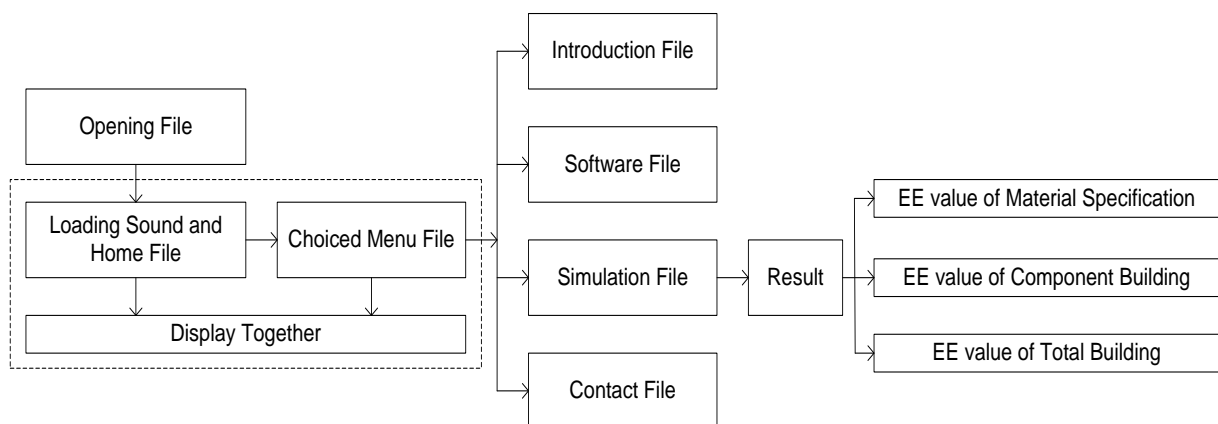 Opening File
Loading Sound and
Home File
Choiced Menu File
Display Together
Introduction File
Software File
Simulation File
Contact File
Result
EE value of Material Specification
EE value of Component Building
EE value of Total Building